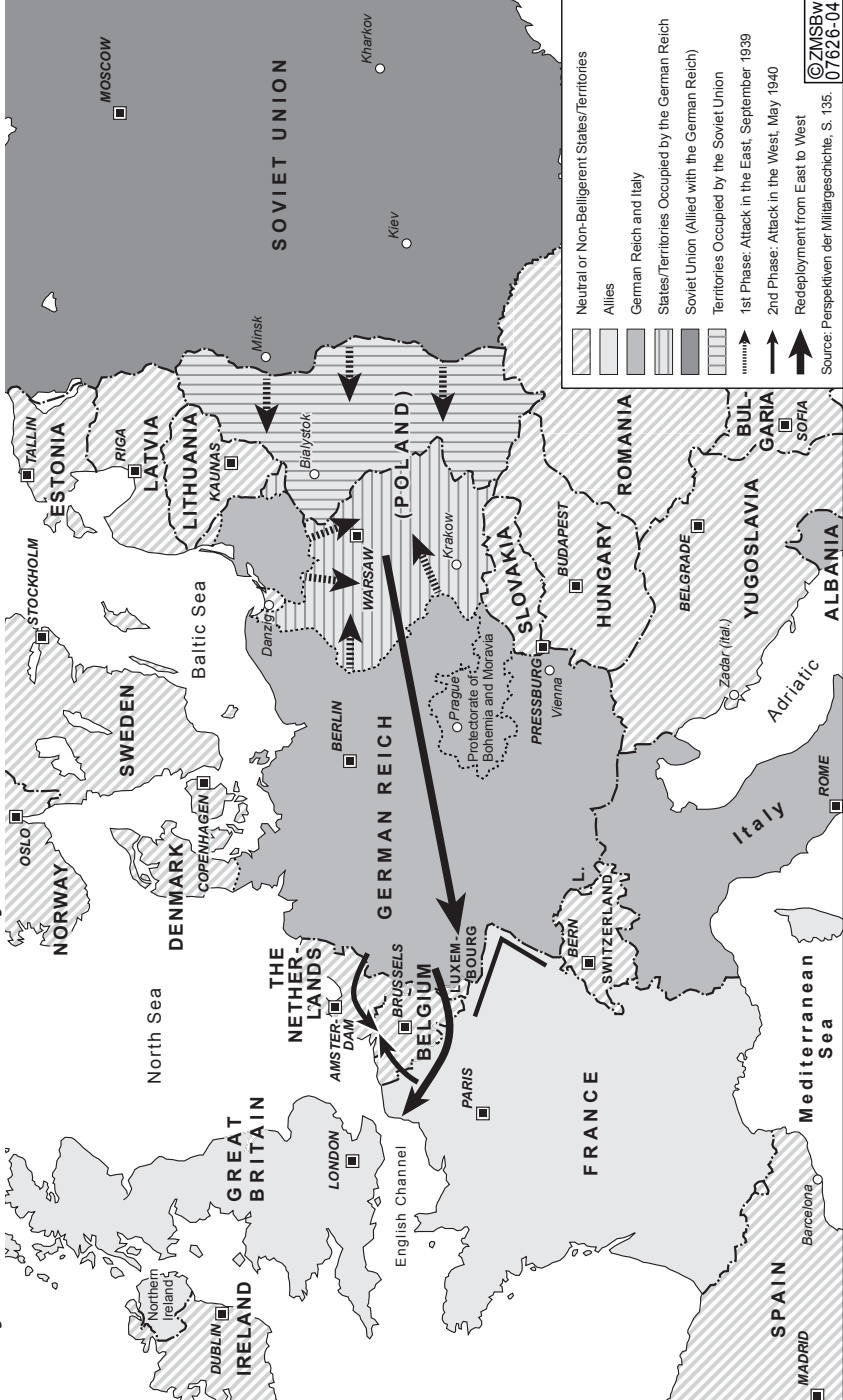 OSLO
NORWAY
STOCKHOLM
SWEDEN
TALLIN
ESTONIA
RIGA
LATVIA
LITHUANIA
KAUNAS
MOSCOW
SOVIET UNION
Minsk
Kiev
Kharkov
Baltic Sea
North Sea
DENMARK
COPENHAGEN
Northern
Ireland
DUBLIN
IRELAND
GREAT
BRITAIN
LONDON
English Channel
THE
NETHER-
LANDS
AMSTER-
DAM
BRUSSELS
BELGIUM
LUXEM-
BOURG
BERLIN
GERMAN REICH
Danzig
Bialystok
WARSAW
(POLAND)
Krakow
Prague
Protectorate of
Bohemia and Moravia
PRESSBURG
Vienna
SLOVAKIA
BUDAPEST
HUNGARY
ROMANIA
PARIS
FRANCE
BERN
L.
SWITZERLAND
Italy
ROME
Adriatic
Zadar (ital.)
BELGRADE
YUGOSLAVIA
ALBANIA
BUL-
GARIA
SOFIA
Mediterranean
Sea
Barcelona
SPAIN
MADRID
Neutral or Non-Belligerent States/Territories
Allies
German Reich and Italy
States/Territories Occupied by the German Reich
Soviet Union (Allied with the German Reich)
Territories Occupied by the Soviet Union
1st Phase: Attack in the East, September 1939
2nd Phase: Attack in the West, May 1940
Redeployment from East to West
Source: Perspektiven der Militärgeschichte, S. 135.
©ZMSBw
07626-04